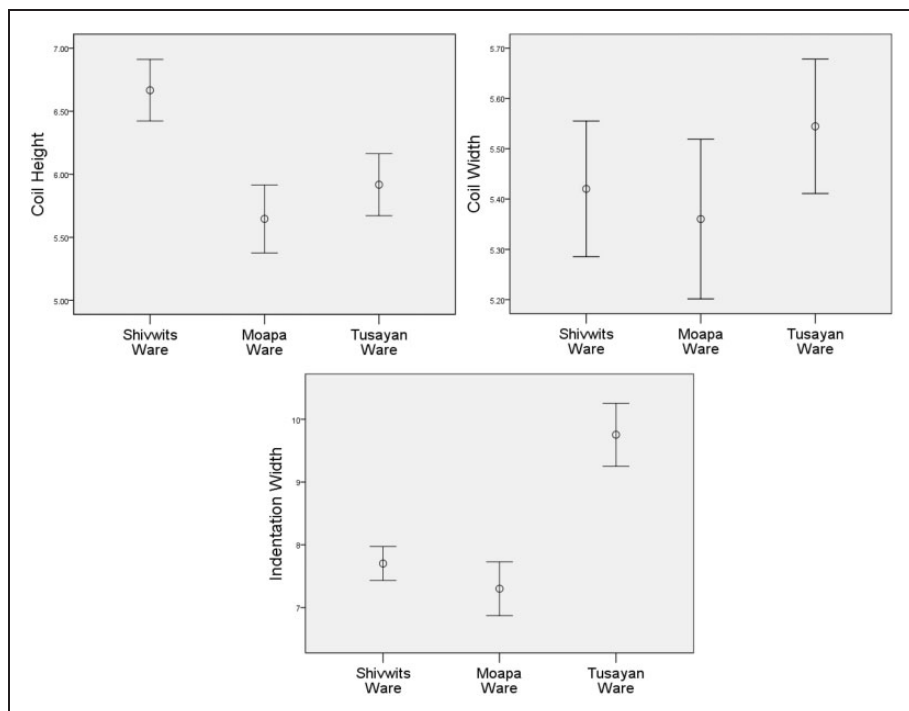 Coil Height
7.00
6.50
6.00
5.50
5.00
Shivwits
Ware
Moapa
Ware
Tusayan
Ware
Coil Width
5.70
5.60
5.50
5.40
5.30
5.20
Shivwits
Ware
Moapa
Ware
Tusayan
Ware
Indentation Width
10
9
8
7
Shivwits
Ware
Moapa
Ware
Tusayan
Ware